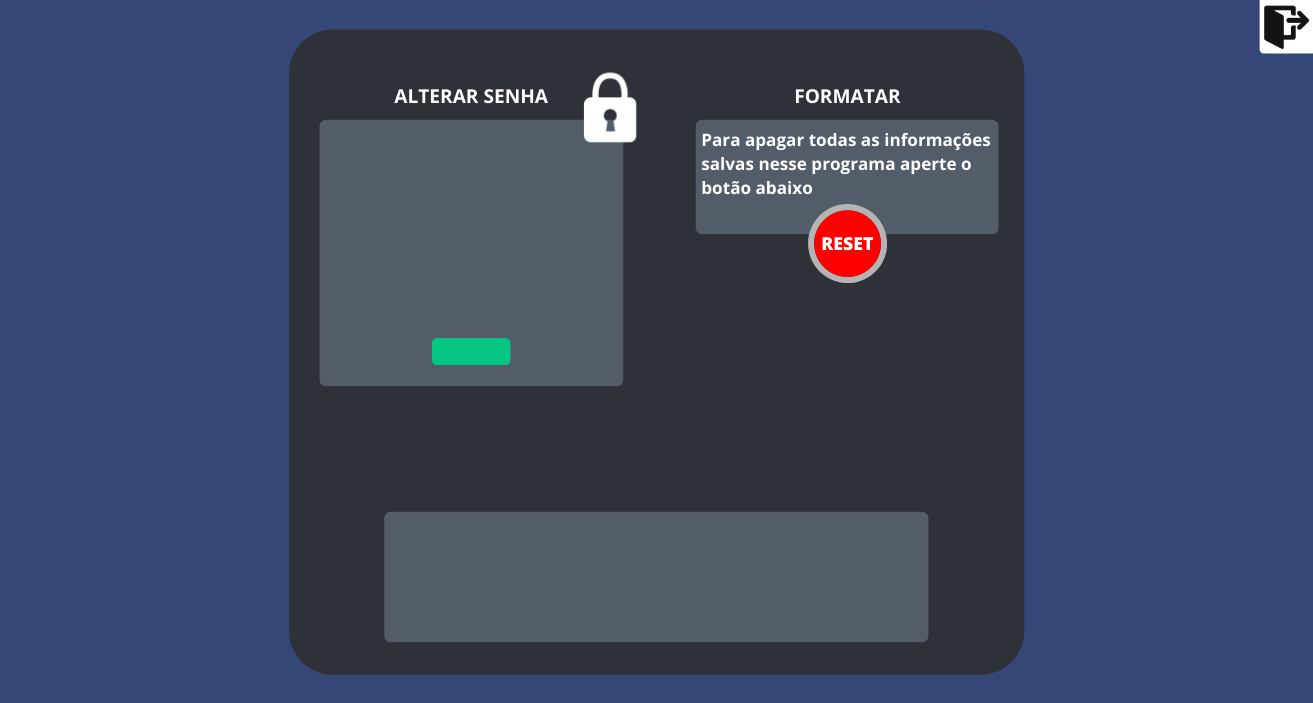 ALTERAR SENHA
FORMATAR
Para apagar todas as informações
salvas nesse programa aperte o
botão abaixo
RESET